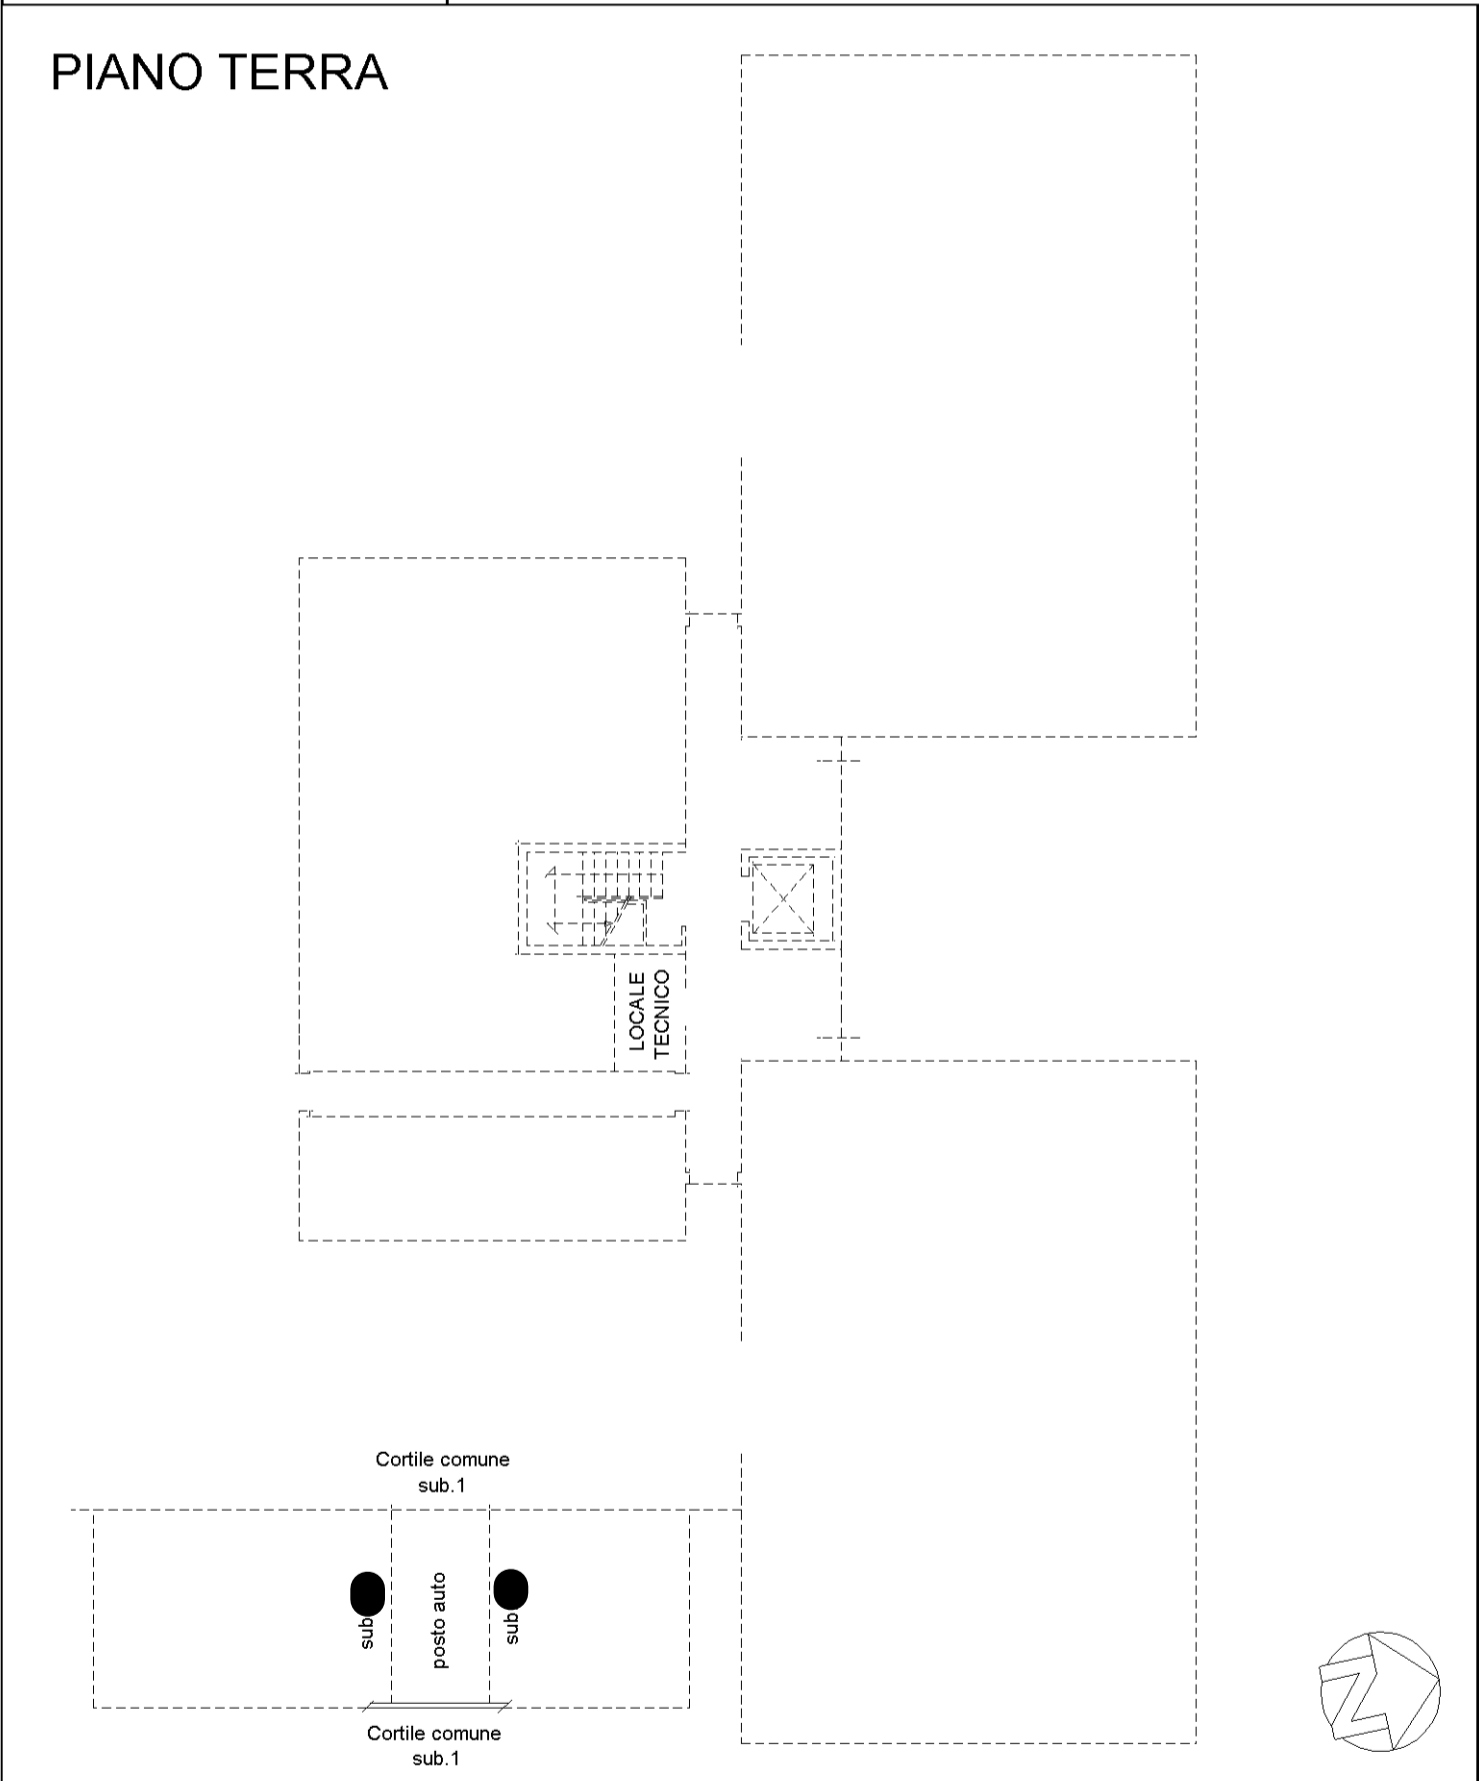 PIANO TERRA
LOCALE
TECNICO
Cortile comune
sub.1
sub
posto auto
sub
Cortile comune
sub.1
N